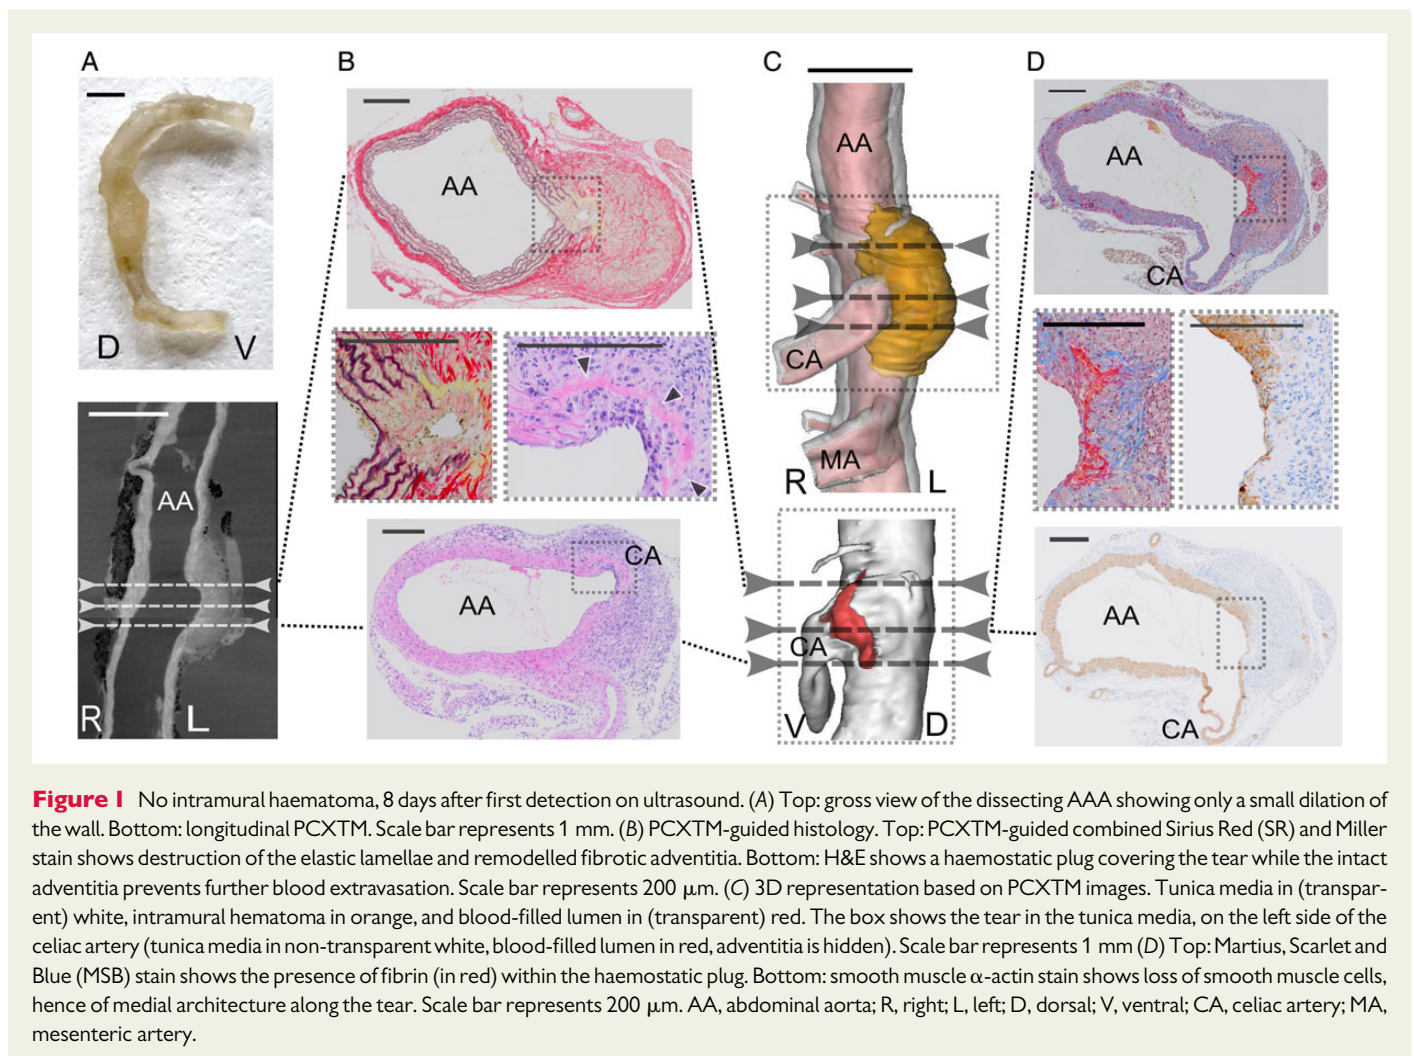 A
B
C
D
AA
AA
AA
CA
CA
MA
R
L
D
V
AA
R
L
CA
AA
CA
V
D
AA
CA
Figure 1 No intramural haematoma, 8 days after first detection on ultrasound. (A) Top: gross view of the dissecting AAA showing only a small dilation of
the wall. Bottom: longitudinal PCXTM. Scale bar represents 1 mm. (B) PCXTM-guided histology. Top: PCXTM-guided combined Sirius Red (SR) and Miller
stain shows destruction of the elastic lamellae and remodelled fibrotic adventitia. Bottom: H&E shows a haemostatic plug covering the tear while the intact
adventitia prevents further blood extravasation. Scale bar represents 200 μm. (C) 3D representation based on PCXTM images. Tunica media in (transpar-
ent) white, intramural hematoma in orange, and blood-filled lumen in (transparent) red. The box shows the tear in the tunica media, on the left side of the
celiac artery (tunica media in non-transparent white, blood-filled lumen in red, adventitia is hidden). Scale bar represents 1 mm (D) Top: Martius, Scarlet and
Blue (MSB) stain shows the presence of fibrin (in red) within the haemostatic plug. Bottom: smooth muscle α-actin stain shows loss of smooth muscle cells,
hence of medial architecture along the tear. Scale bar represents 200 μm. AA, abdominal aorta; R, right; L, left; D, dorsal; V, ventral; CA, celiac artery; MA,
mesenteric artery.